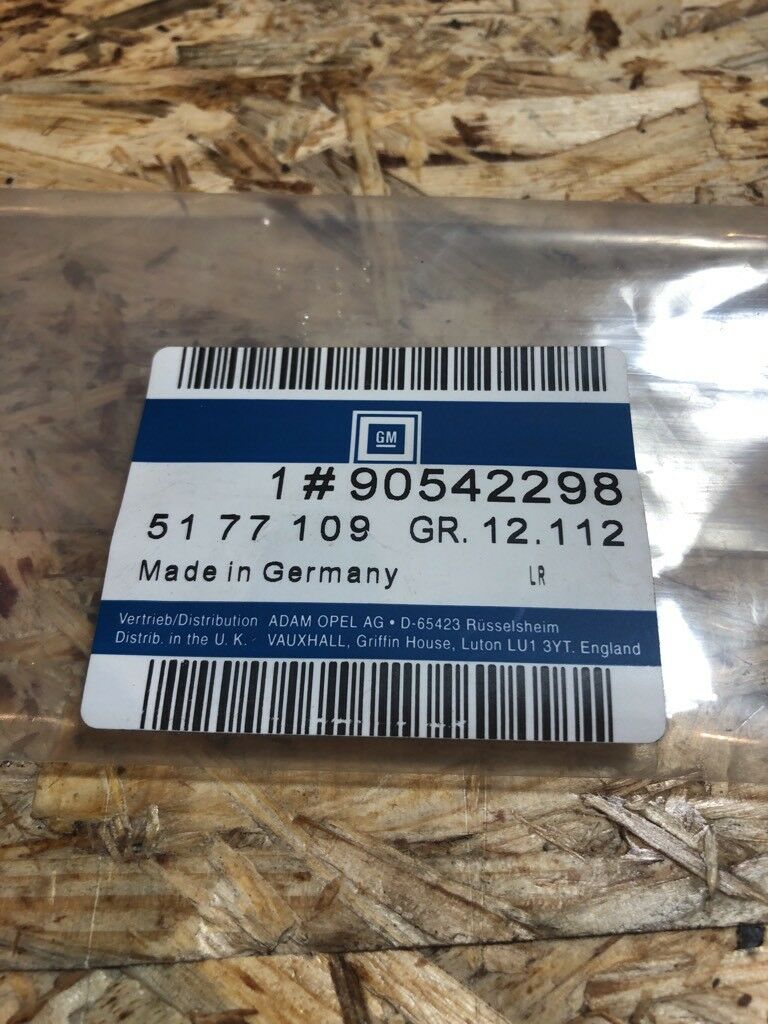 GM
1 # 90542298
51 77 109 GR. 12.112
Made in Germany LR
Vertrieb/Distribution ADAM OPEL AG • D-65423 Rüsselsheim
Distrib. in the U. K. VAUXHALL, Griffin House, Luton LU1 3YT. England